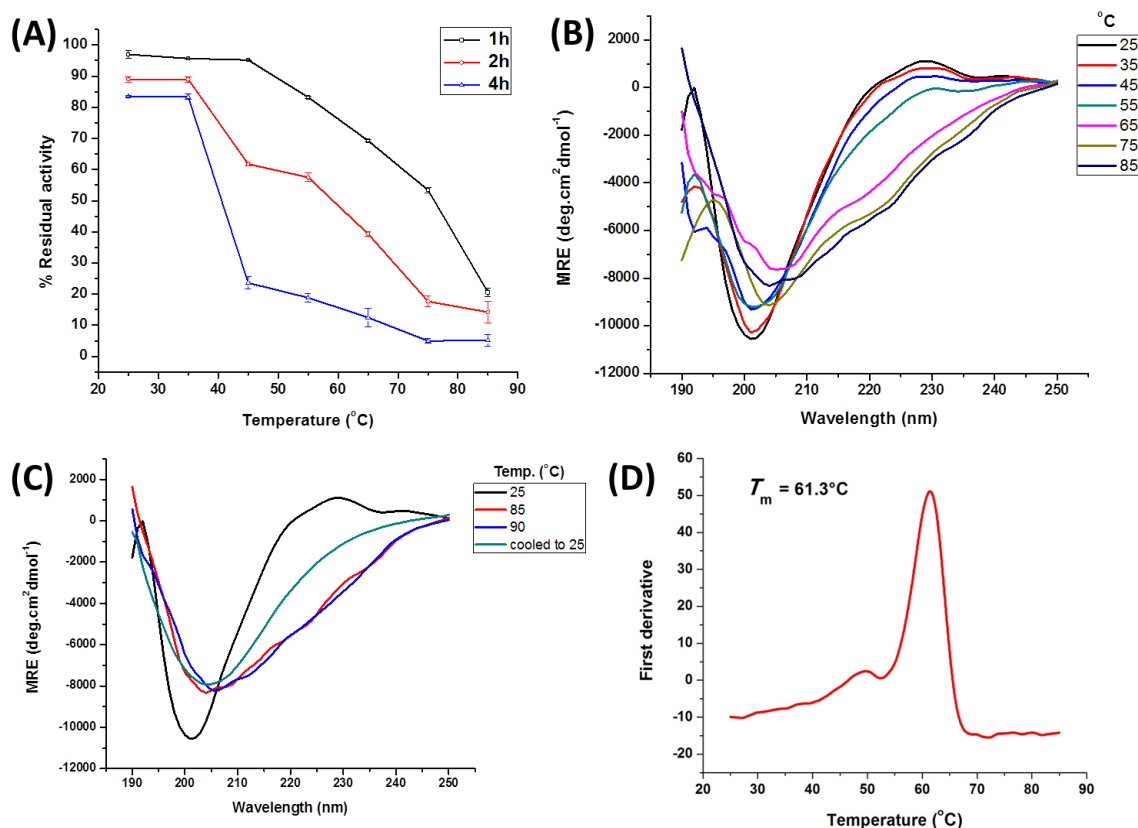 (A)
1h
2h
4h
100
90
80
70
60
50
40
30
20
10
0
% Residual activity
20 30 40 50 60 70 80 90
Temperature (°C)
(B)
°C
25
35
45
55
65
75
85
2000
0
-2000
-4000
-6000
-8000
-10000
-12000
MRE (deg.cm²dmol⁻¹)
190 200 210 220 230 240 250
Wavelength (nm)
(C)
Temp. (°C)
25
85
90
cooled to 25
2000
0
-2000
-4000
-6000
-8000
-10000
-12000
MRE (deg.cm²dmol⁻¹)
190 200 210 220 230 240 250
Wavelength (nm)
(D)
Tm = 61.3°C
60
50
40
30
20
10
0
-10
-20
First derivative
20 30 40 50 60 70 80 90
Temperature (°C)